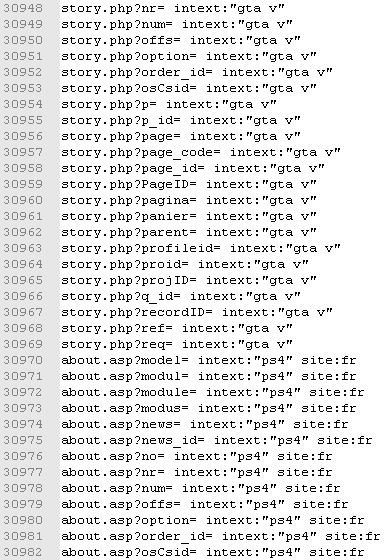 30948 story.php?nr= intext:"gta v"
30949 story.php?num= intext:"gta v"
30950 story.php?offs= intext:"gta v"
30951 story.php?option= intext:"gta v"
30952 story.php?order_id= intext:"gta v"
30953 story.php?osCsid= intext:"gta v"
30954 story.php?p= intext:"gta v"
30955 story.php?p_id= intext:"gta v"
30956 story.php?page= intext:"gta v"
30957 story.php?page_code= intext:"gta v"
30958 story.php?page_id= intext:"gta v"
30959 story.php?PageID= intext:"gta v"
30960 story.php?pagina= intext:"gta v"
30961 story.php?panier= intext:"gta v"
30962 story.php?parent= intext:"gta v"
30963 story.php?profileid= intext:"gta v"
30964 story.php?proid= intext:"gta v"
30965 story.php?projID= intext:"gta v"
30966 story.php?q_id= intext:"gta v"
30967 story.php?recordID= intext:"gta v"
30968 story.php?ref= intext:"gta v"
30969 story.php?req= intext:"gta v"
30970 about.asp?model= intext:"ps4" site:fr
30971 about.asp?modul= intext:"ps4" site:fr
30972 about.asp?module= intext:"ps4" site:fr
30973 about.asp?modus= intext:"ps4" site:fr
30974 about.asp?news= intext:"ps4" site:fr
30975 about.asp?news_id= intext:"ps4" site:fr
30976 about.asp?no= intext:"ps4" site:fr
30977 about.asp?nr= intext:"ps4" site:fr
30978 about.asp?num= intext:"ps4" site:fr
30979 about.asp?offs= intext:"ps4" site:fr
30980 about.asp?option= intext:"ps4" site:fr
30981 about.asp?order_id= intext:"ps4" site:fr
30982 about.asp?osCsid= intext:"ps4" site:fr